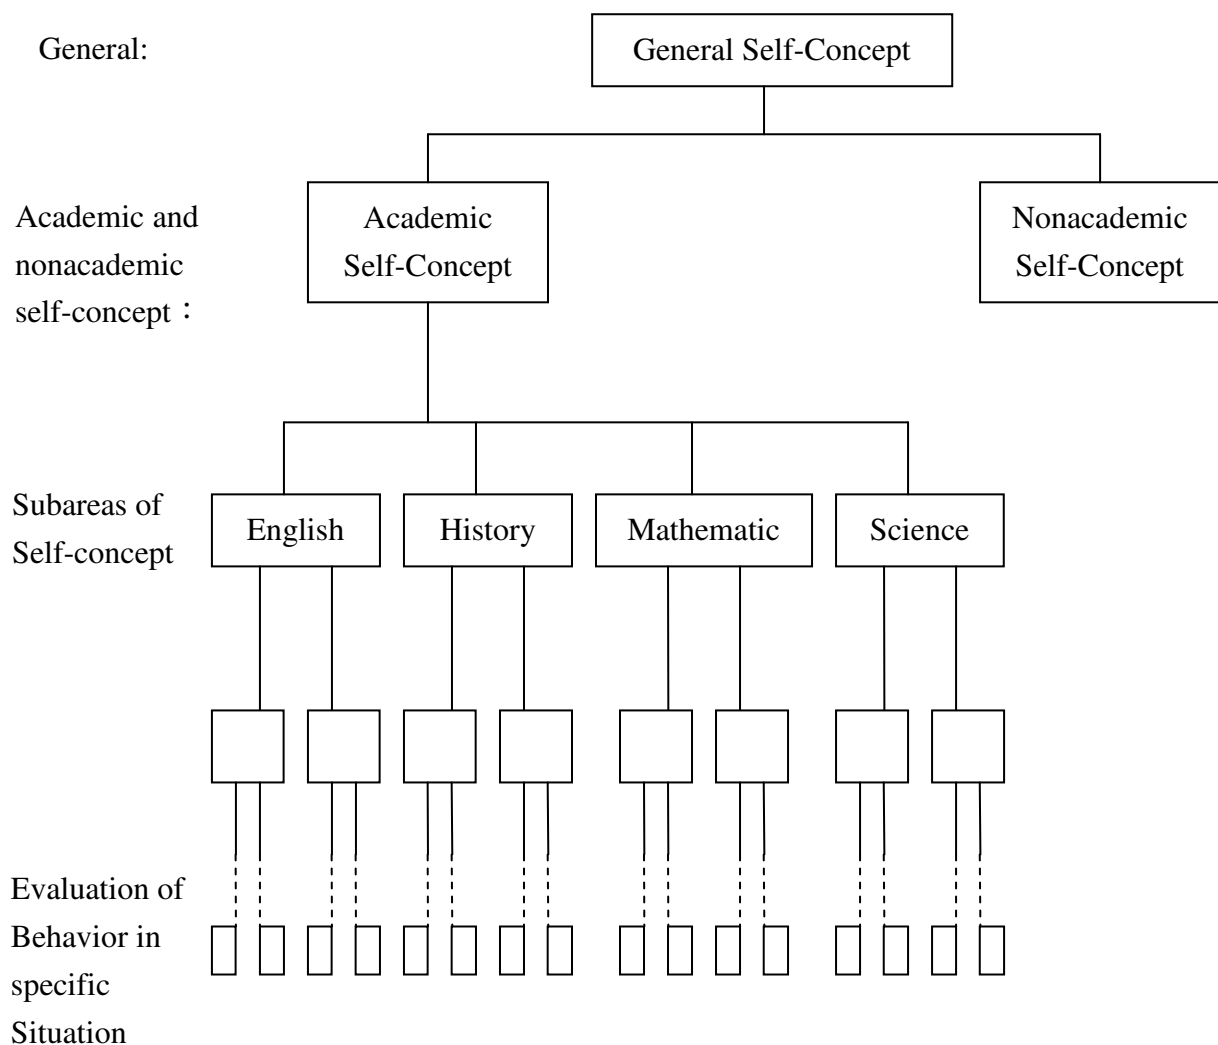 General:
General Self-Concept
Academic and
nonacademic
self-concept：
Academic
Self-Concept
Nonacademic
Self-Concept
Subareas of
Self-concept
English
History
Mathematic
Science
Evaluation of
Behavior in
specific
Situation